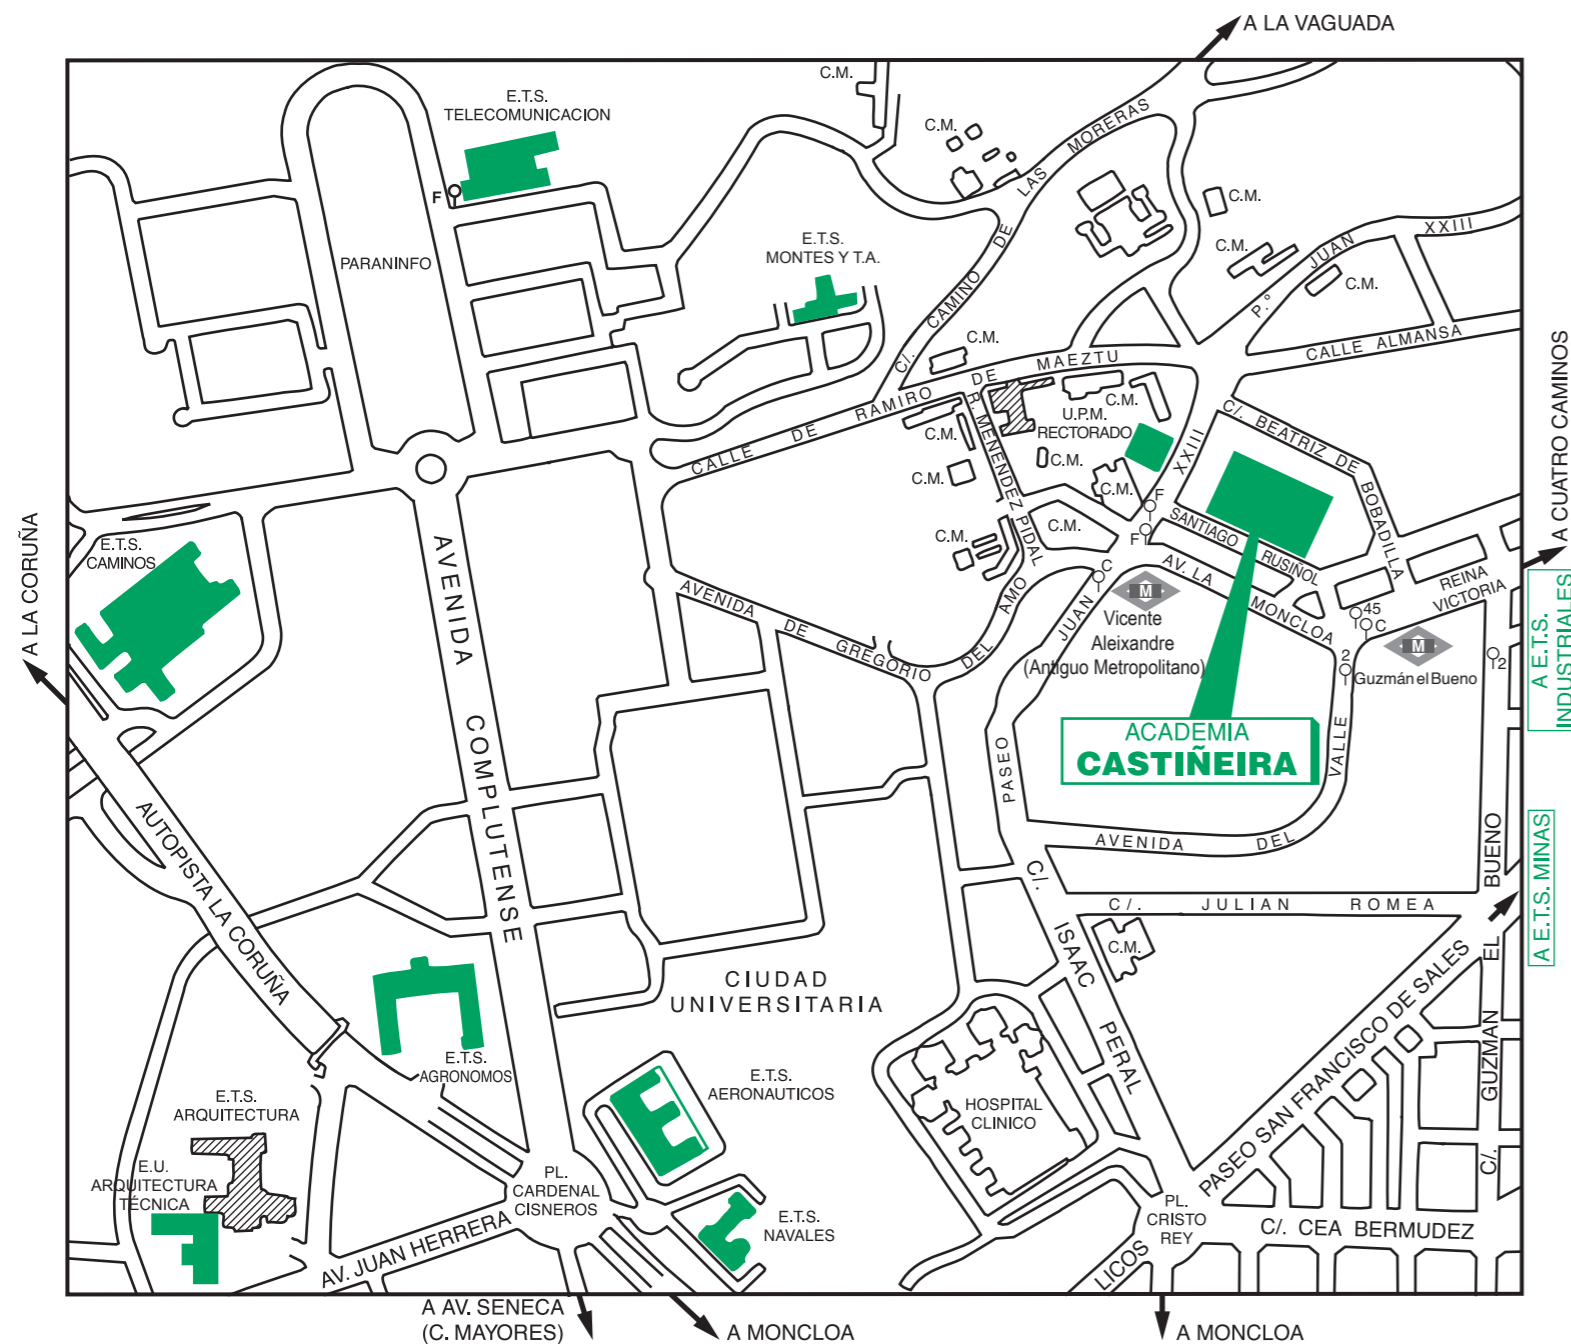 A LA VAGUADA
C.M.
E.T.S.
TELECOMUNICACION
F
C.M.
C/. CAMINO DE LAS MORERAS
C.M.
P.º JUAN XXIII
C.M.
C.M.
PARANINFO
E.T.S.
MONTES Y T.A.
CALLE ALMANSA
C.M.
CALLE DE RAMIRO DE MAEZTU
C.M.
U.P.M.
RECTORADO
C.M.
C.M.
C.M.
C.M.
C.M.
C.M.
R. MENENDEZ PIDAL
XXIII
C/. BEATRIZ DE BOBADILLA
A CUATRO CAMINOS
F
F
SANTIAGO RUSIÑOL
AV. LA MONCLOA
REINA
VICTORIA
C
M
Vicente
Aleixandre
(Antiguo Metropolitano)
45
C
2
M
Guzmán el Bueno
2
A E.T.S.
INDUSTRIALES
A LA CORUÑA
E.T.S.
CAMINOS
AVENIDA COMPLUTENSE
AVENIDA DE GREGORIO DEL AMO
PASEO JUAN
ACADEMIA
CASTIÑEIRA
AVENIDA DEL VALLE
AUTOPISTA LA CORUÑA
C/. ISAAC PERAL
C/. JULIAN ROMEA
C.M.
C/. GUZMAN EL BUENO
A E.T.S. MINAS
PASEO SAN FRANCISCO DE SALES
CIUDAD
UNIVERSITARIA
E.T.S.
AGRONOMOS
E.T.S.
AERONAUTICOS
HOSPITAL
CLINICO
E.T.S.
ARQUITECTURA
E.U.
ARQUITECTURA
TÉCNICA
PL.
CARDENAL
CISNEROS
E.T.S.
NAVALES
PL.
CRISTO
REY
C/. CEA BERMUDEZ
AV. JUAN HERRERA
LICOS
A AV. SENECA
(C. MAYORES)
A MONCLOA
A MONCLOA